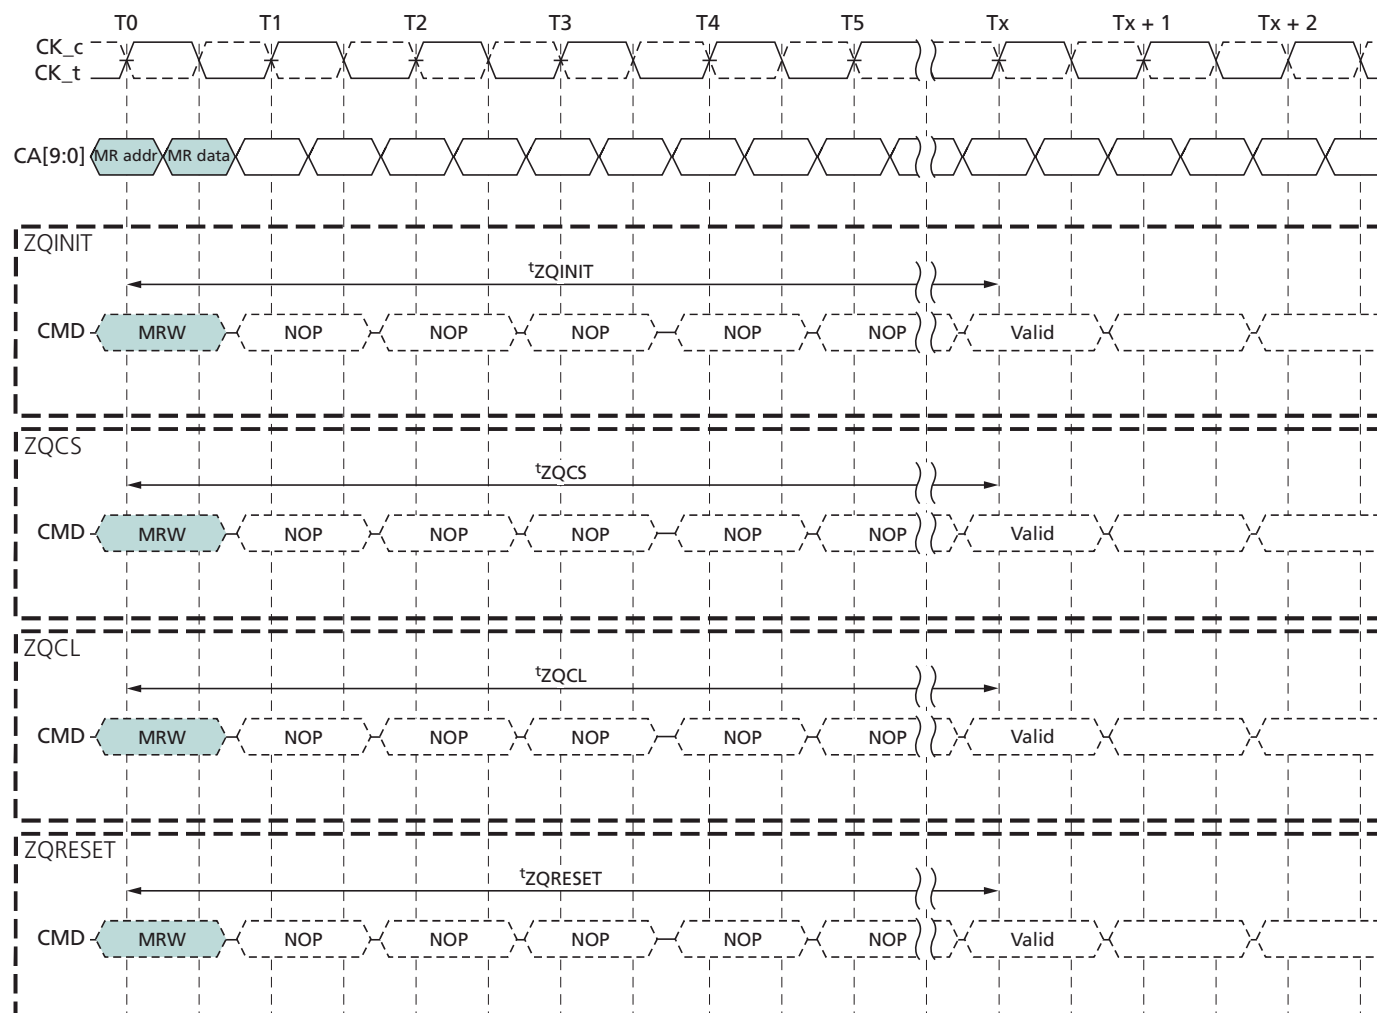 T0 T1 T2 T3 T4 T5 Tx Tx + 1 Tx + 2
CK_c
CK_t
CA[9:0] MR addr MR data
ZQINIT
tZQINIT
CMD MRW NOP NOP NOP NOP NOP Valid
ZQCS
tZQCS
CMD MRW NOP NOP NOP NOP NOP Valid
ZQCL
tZQCL
CMD MRW NOP NOP NOP NOP NOP Valid
ZQRESET
tZQRESET
CMD MRW NOP NOP NOP NOP NOP Valid